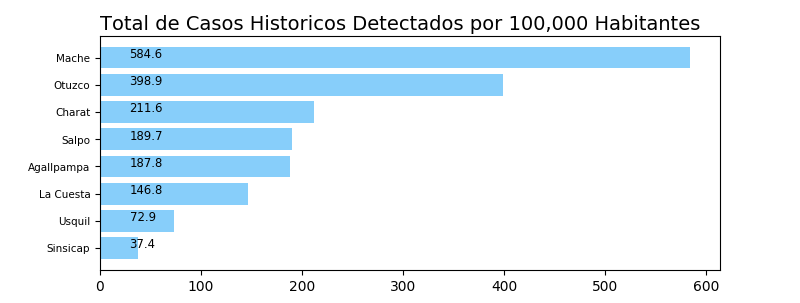 Total de Casos Historicos Detectados por 100,000 Habitantes
Mache 584.6
Otuzco 398.9
Charat 211.6
Salpo 189.7
Agallpampa 187.8
La Cuesta 146.8
Usquil 72.9
Sinsicap 37.4
0 100 200 300 400 500 600